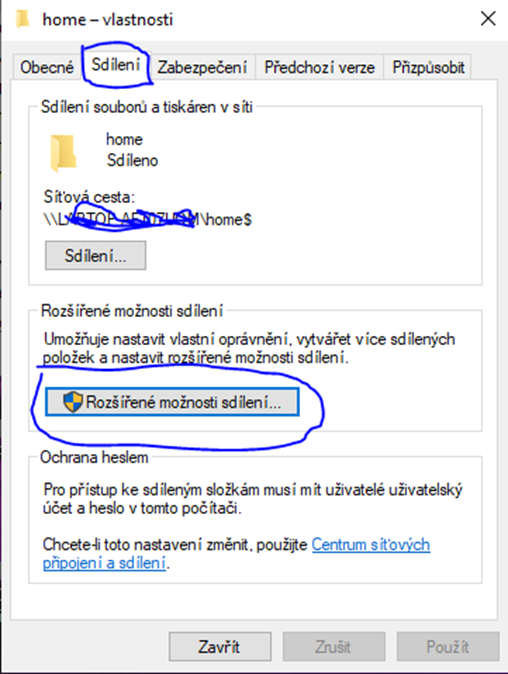 home – vlastnosti
Obecné Sdílení Zabezpečení Předchozí verze Přizpůsobit
Sdílení souborů a tiskáren v síti
home
Sdíleno
Síťová cesta:
\home$
Sdílení...
Rozšířené možnosti sdílení
Umožňuje nastavit vlastní oprávnění, vytvářet více sdílených
položek a nastavit rozšířené možnosti sdílení.
Rozšířené možnosti sdílení...
Ochrana heslem
Pro přístup ke sdíleným složkám musí mít uživatelé uživatelský
účet a heslo v tomto počítači.
Chcete-li toto nastavení změnit, použijte Centrum síťových
připojení a sdílení.
Zavřít Zrušit Použít